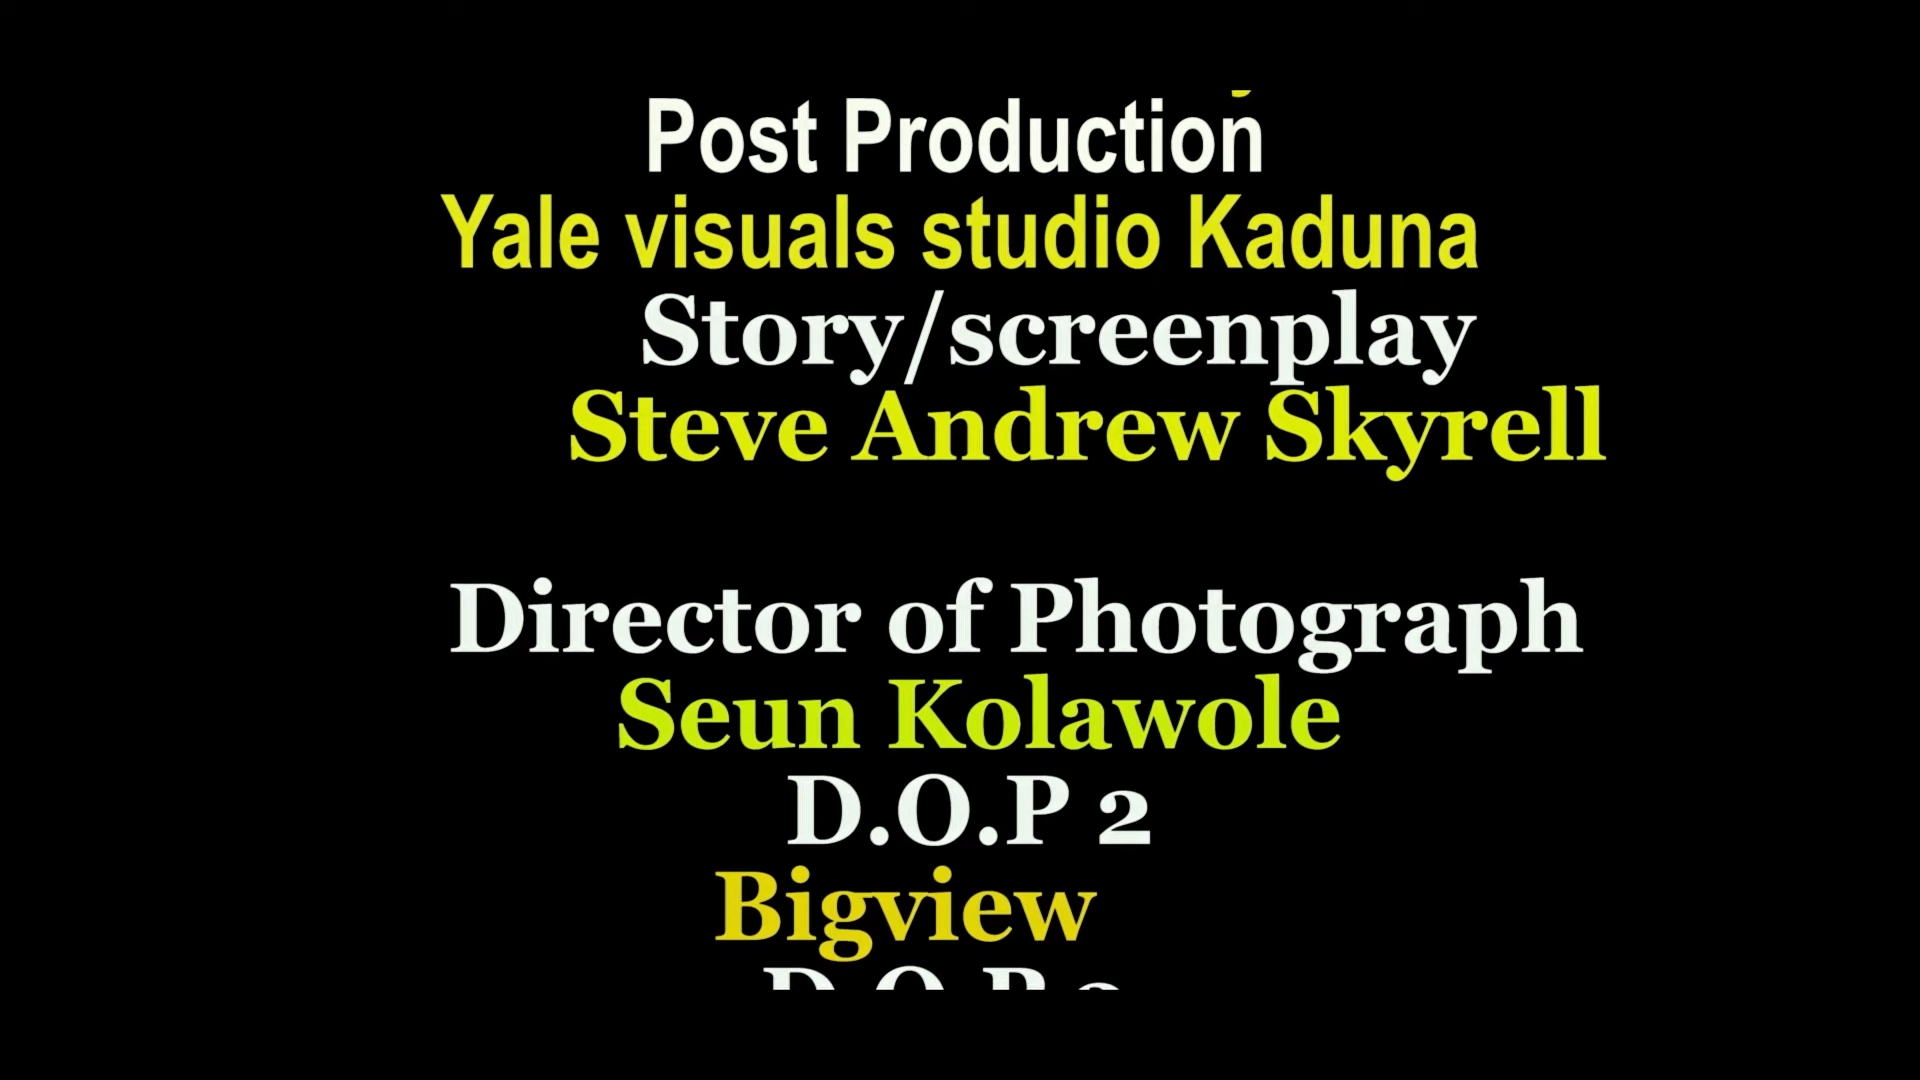 Post Production
Yale visuals studio Kaduna
Story/screenplay
Steve Andrew Skyrell
Director of Photograph
Seun Kolawole
D.O.P 2
Bigview
D.O.P